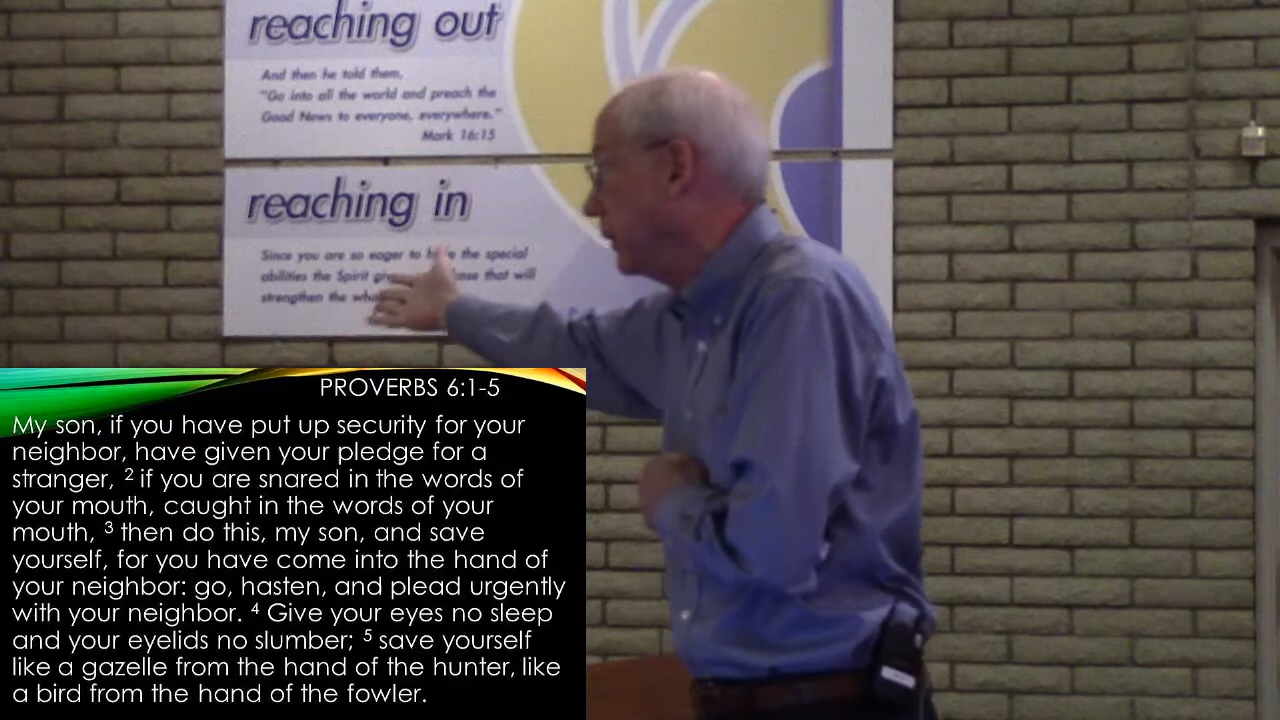 reaching out
And then he told them,
"Go into all the world and preach the
Good News to everyone, everywhere."
Mark 16:15
reaching in
Since you are so eager to the special
abilities the Spirit that will
strengthen the
PROVERBS 6:1-5
My son, if you have put up security for your
neighbor, have given your pledge for a
stranger, 2 if you are snared in the words of
your mouth, caught in the words of your
mouth, 3 then do this, my son, and save
yourself, for you have come into the hand of
your neighbor: go, hasten, and plead urgently
with your neighbor. 4 Give your eyes no sleep
and your eyelids no slumber; 5 save yourself
like a gazelle from the hand of the hunter, like
a bird from the hand of the fowler.